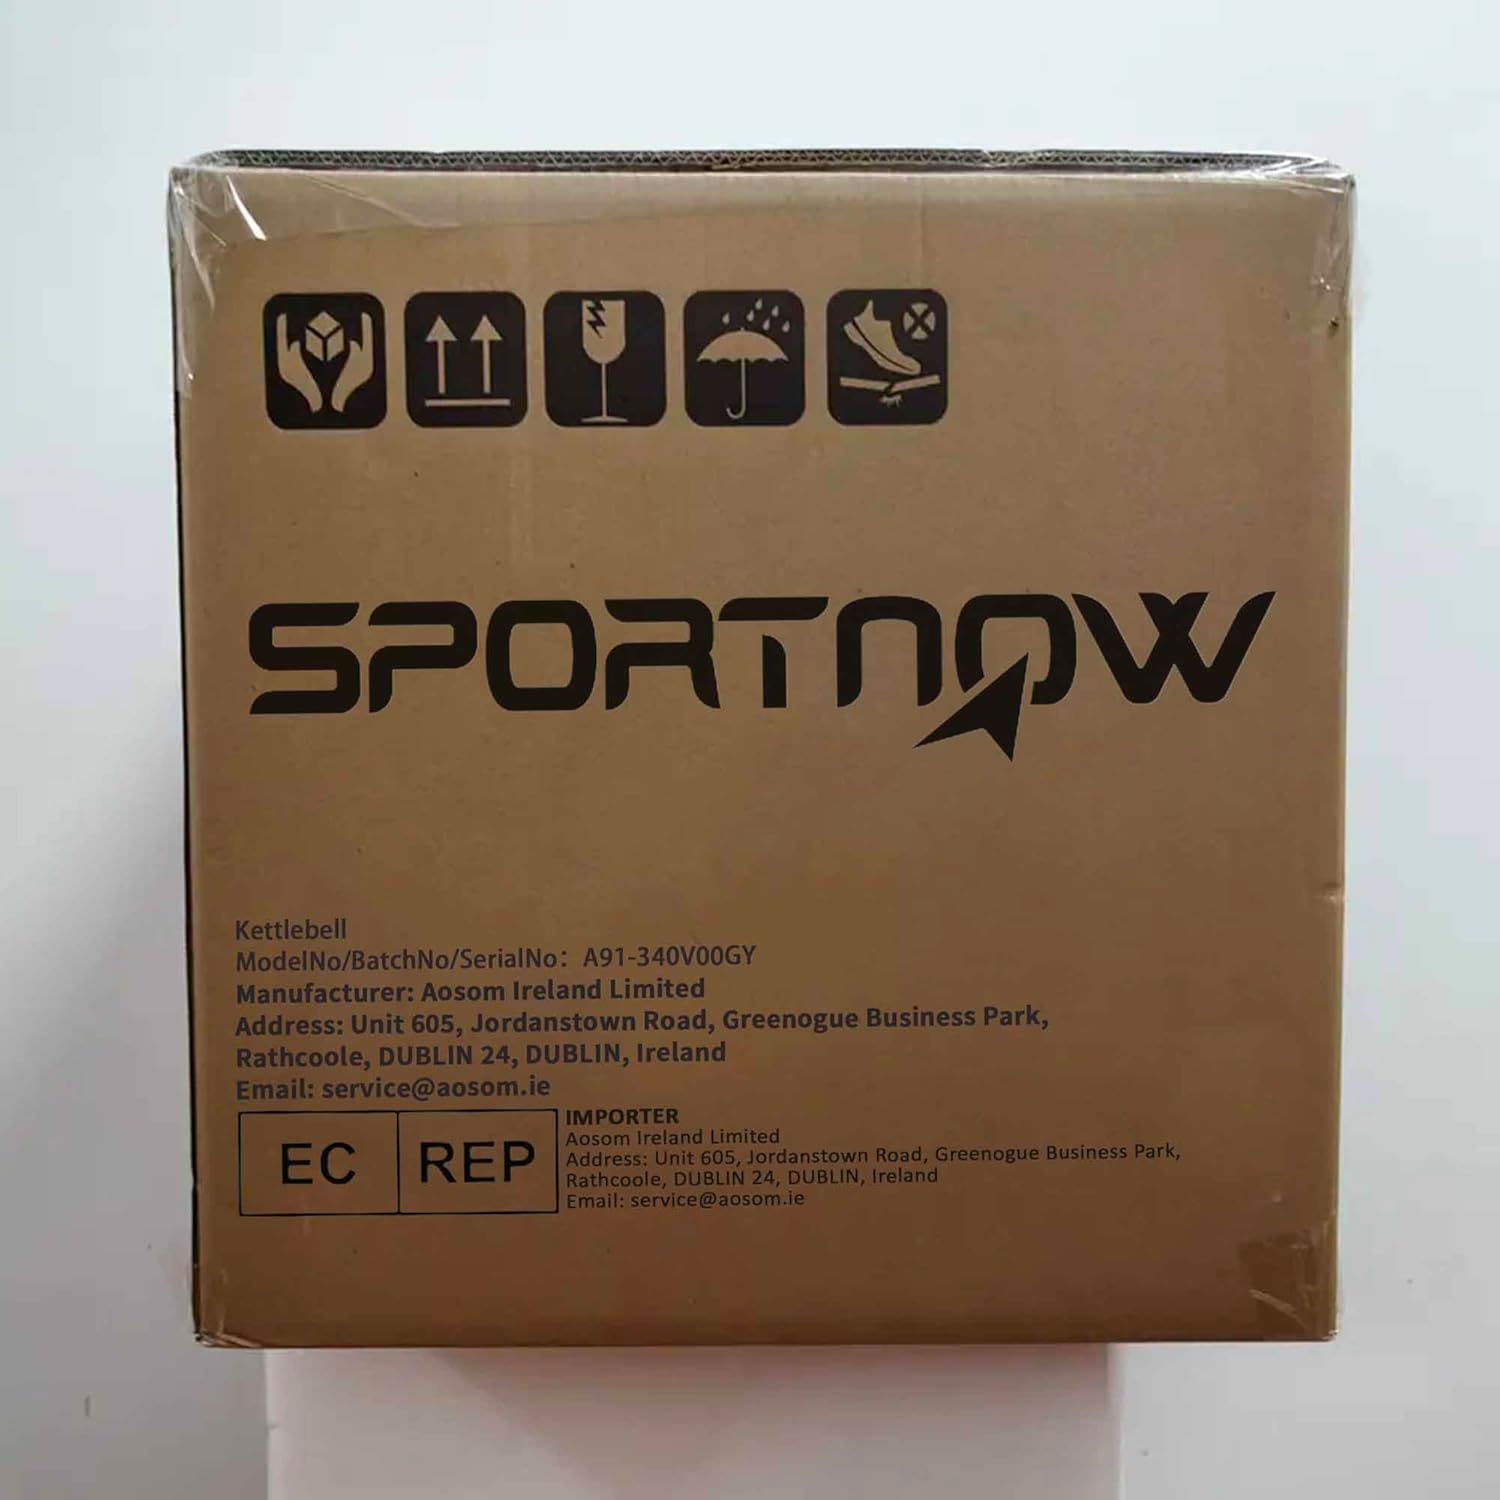 SPORTNOW
Kettlebell
ModelNo/BatchNo/SerialNo: A91-340V00GY
Manufacturer: Aosom Ireland Limited
Address: Unit 605, Jordanstown Road, Greenogue Business Park,
Rathcoole, DUBLIN 24, DUBLIN, Ireland
Email: service@aosom.ie
EC REP
IMPORTER
Aosom Ireland Limited
Address: Unit 605, Jordanstown Road, Greenogue Business Park,
Rathcoole, DUBLIN 24, DUBLIN, Ireland
Email: service@aosom.ie